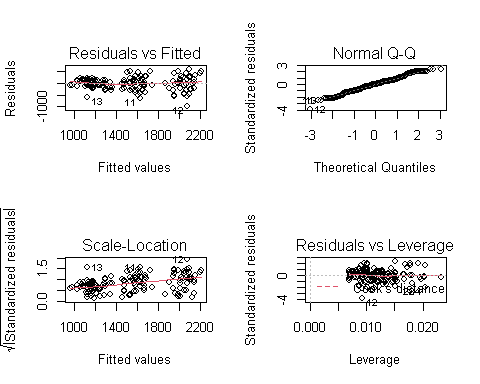 Residuals vs Fitted
Residuals
-1000
13
11
12
1000
1400
1800
2200
Fitted values
Normal Q-Q
Standardized residuals
3
0
-4
13
12
-3
-1
0
1
2
3
Theoretical Quantiles
Scale-Location
√|Standardized residuals|
1.5
0.0
13
11
12
1000
1400
1800
2200
Fitted values
Residuals vs Leverage
Standardized residuals
0
-4
Cook's distance
12
0.000
0.010
0.020
Leverage